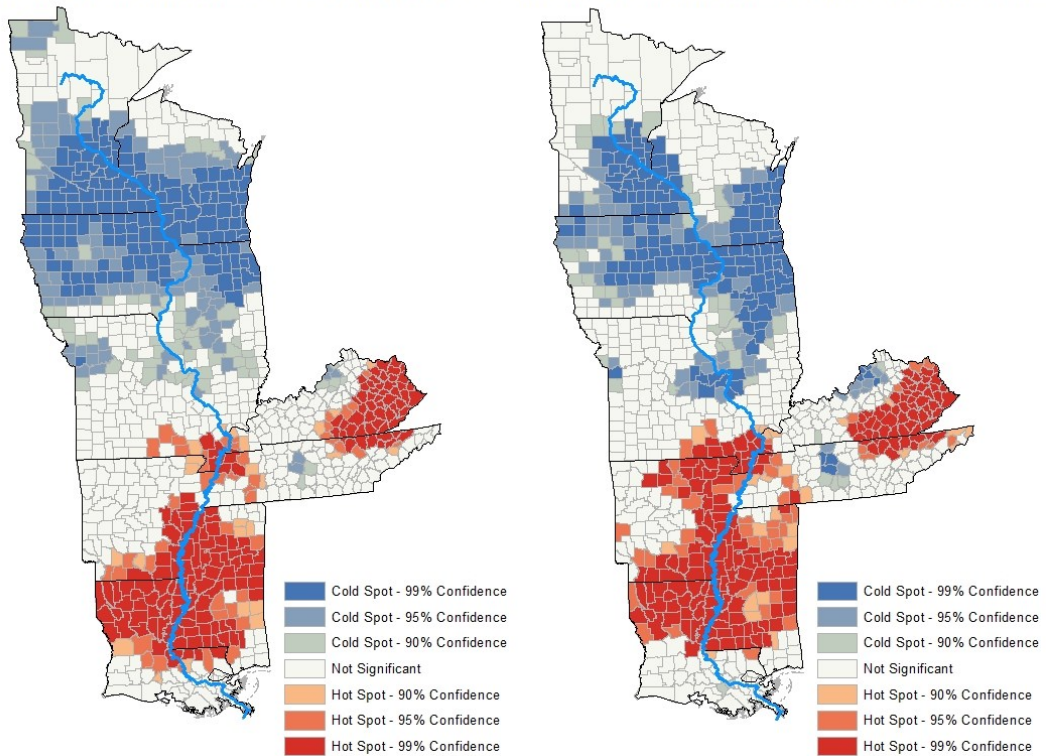 Cold Spot - 99% Confidence
Cold Spot - 95% Confidence
Cold Spot - 90% Confidence
Not Significant
Hot Spot - 90% Confidence
Hot Spot - 95% Confidence
Hot Spot - 99% Confidence
Cold Spot - 99% Confidence
Cold Spot - 95% Confidence
Cold Spot - 90% Confidence
Not Significant
Hot Spot - 90% Confidence
Hot Spot - 95% Confidence
Hot Spot - 99% Confidence